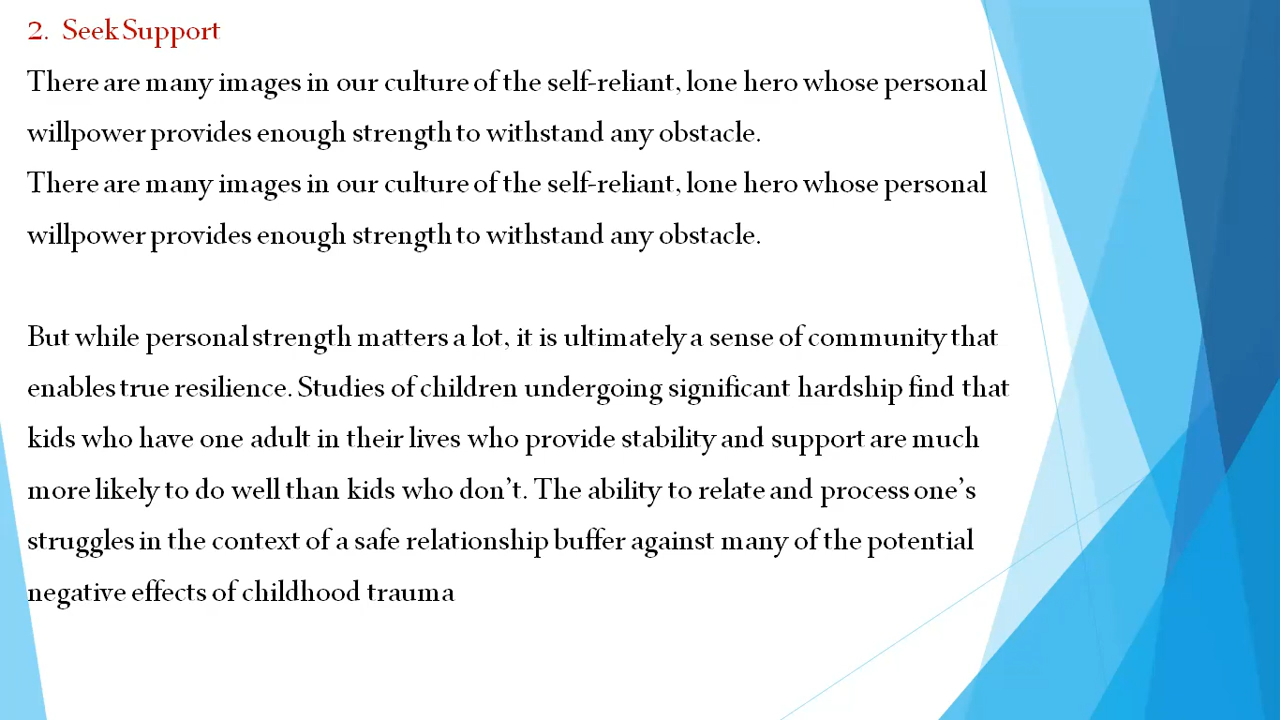 2. Seek Support
There are many images in our culture of the self-reliant, lone hero whose personal
willpower provides enough strength to withstand any obstacle.
There are many images in our culture of the self-reliant, lone hero whose personal
willpower provides enough strength to withstand any obstacle.
But while personal strength matters a lot, it is ultimately a sense of community that
enables true resilience. Studies of children undergoing significant hardship find that
kids who have one adult in their lives who provide stability and support are much
more likely to do well than kids who don’t. The ability to relate and process one’s
struggles in the context of a safe relationship buffer against many of the potential
negative effects of childhood trauma